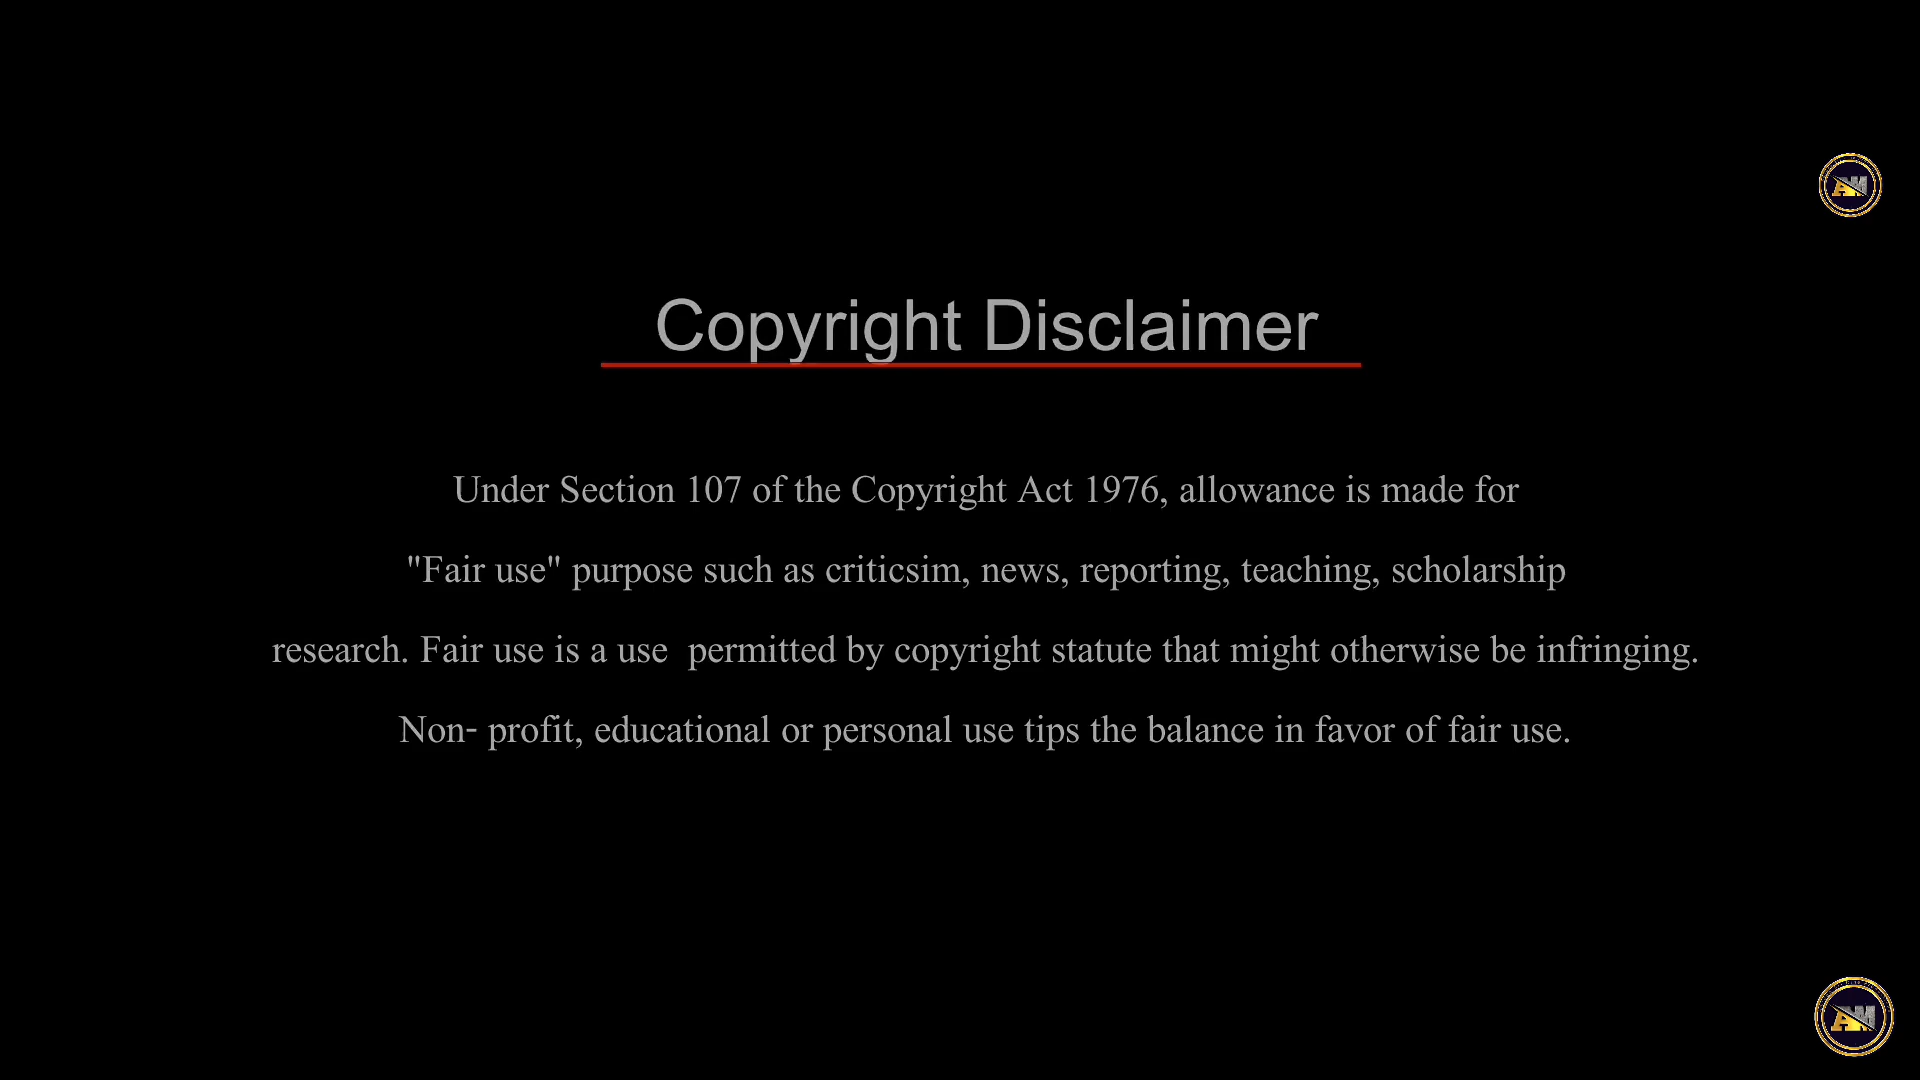 Copyright Disclaimer
Under Section 107 of the Copyright Act 1976, allowance is made for
"Fair use" purpose such as criticsim, news, reporting, teaching, scholarship
research. Fair use is a use  permitted by copyright statute that might otherwise be infringing.
Non- profit, educational or personal use tips the balance in favor of fair use.
AM
AM